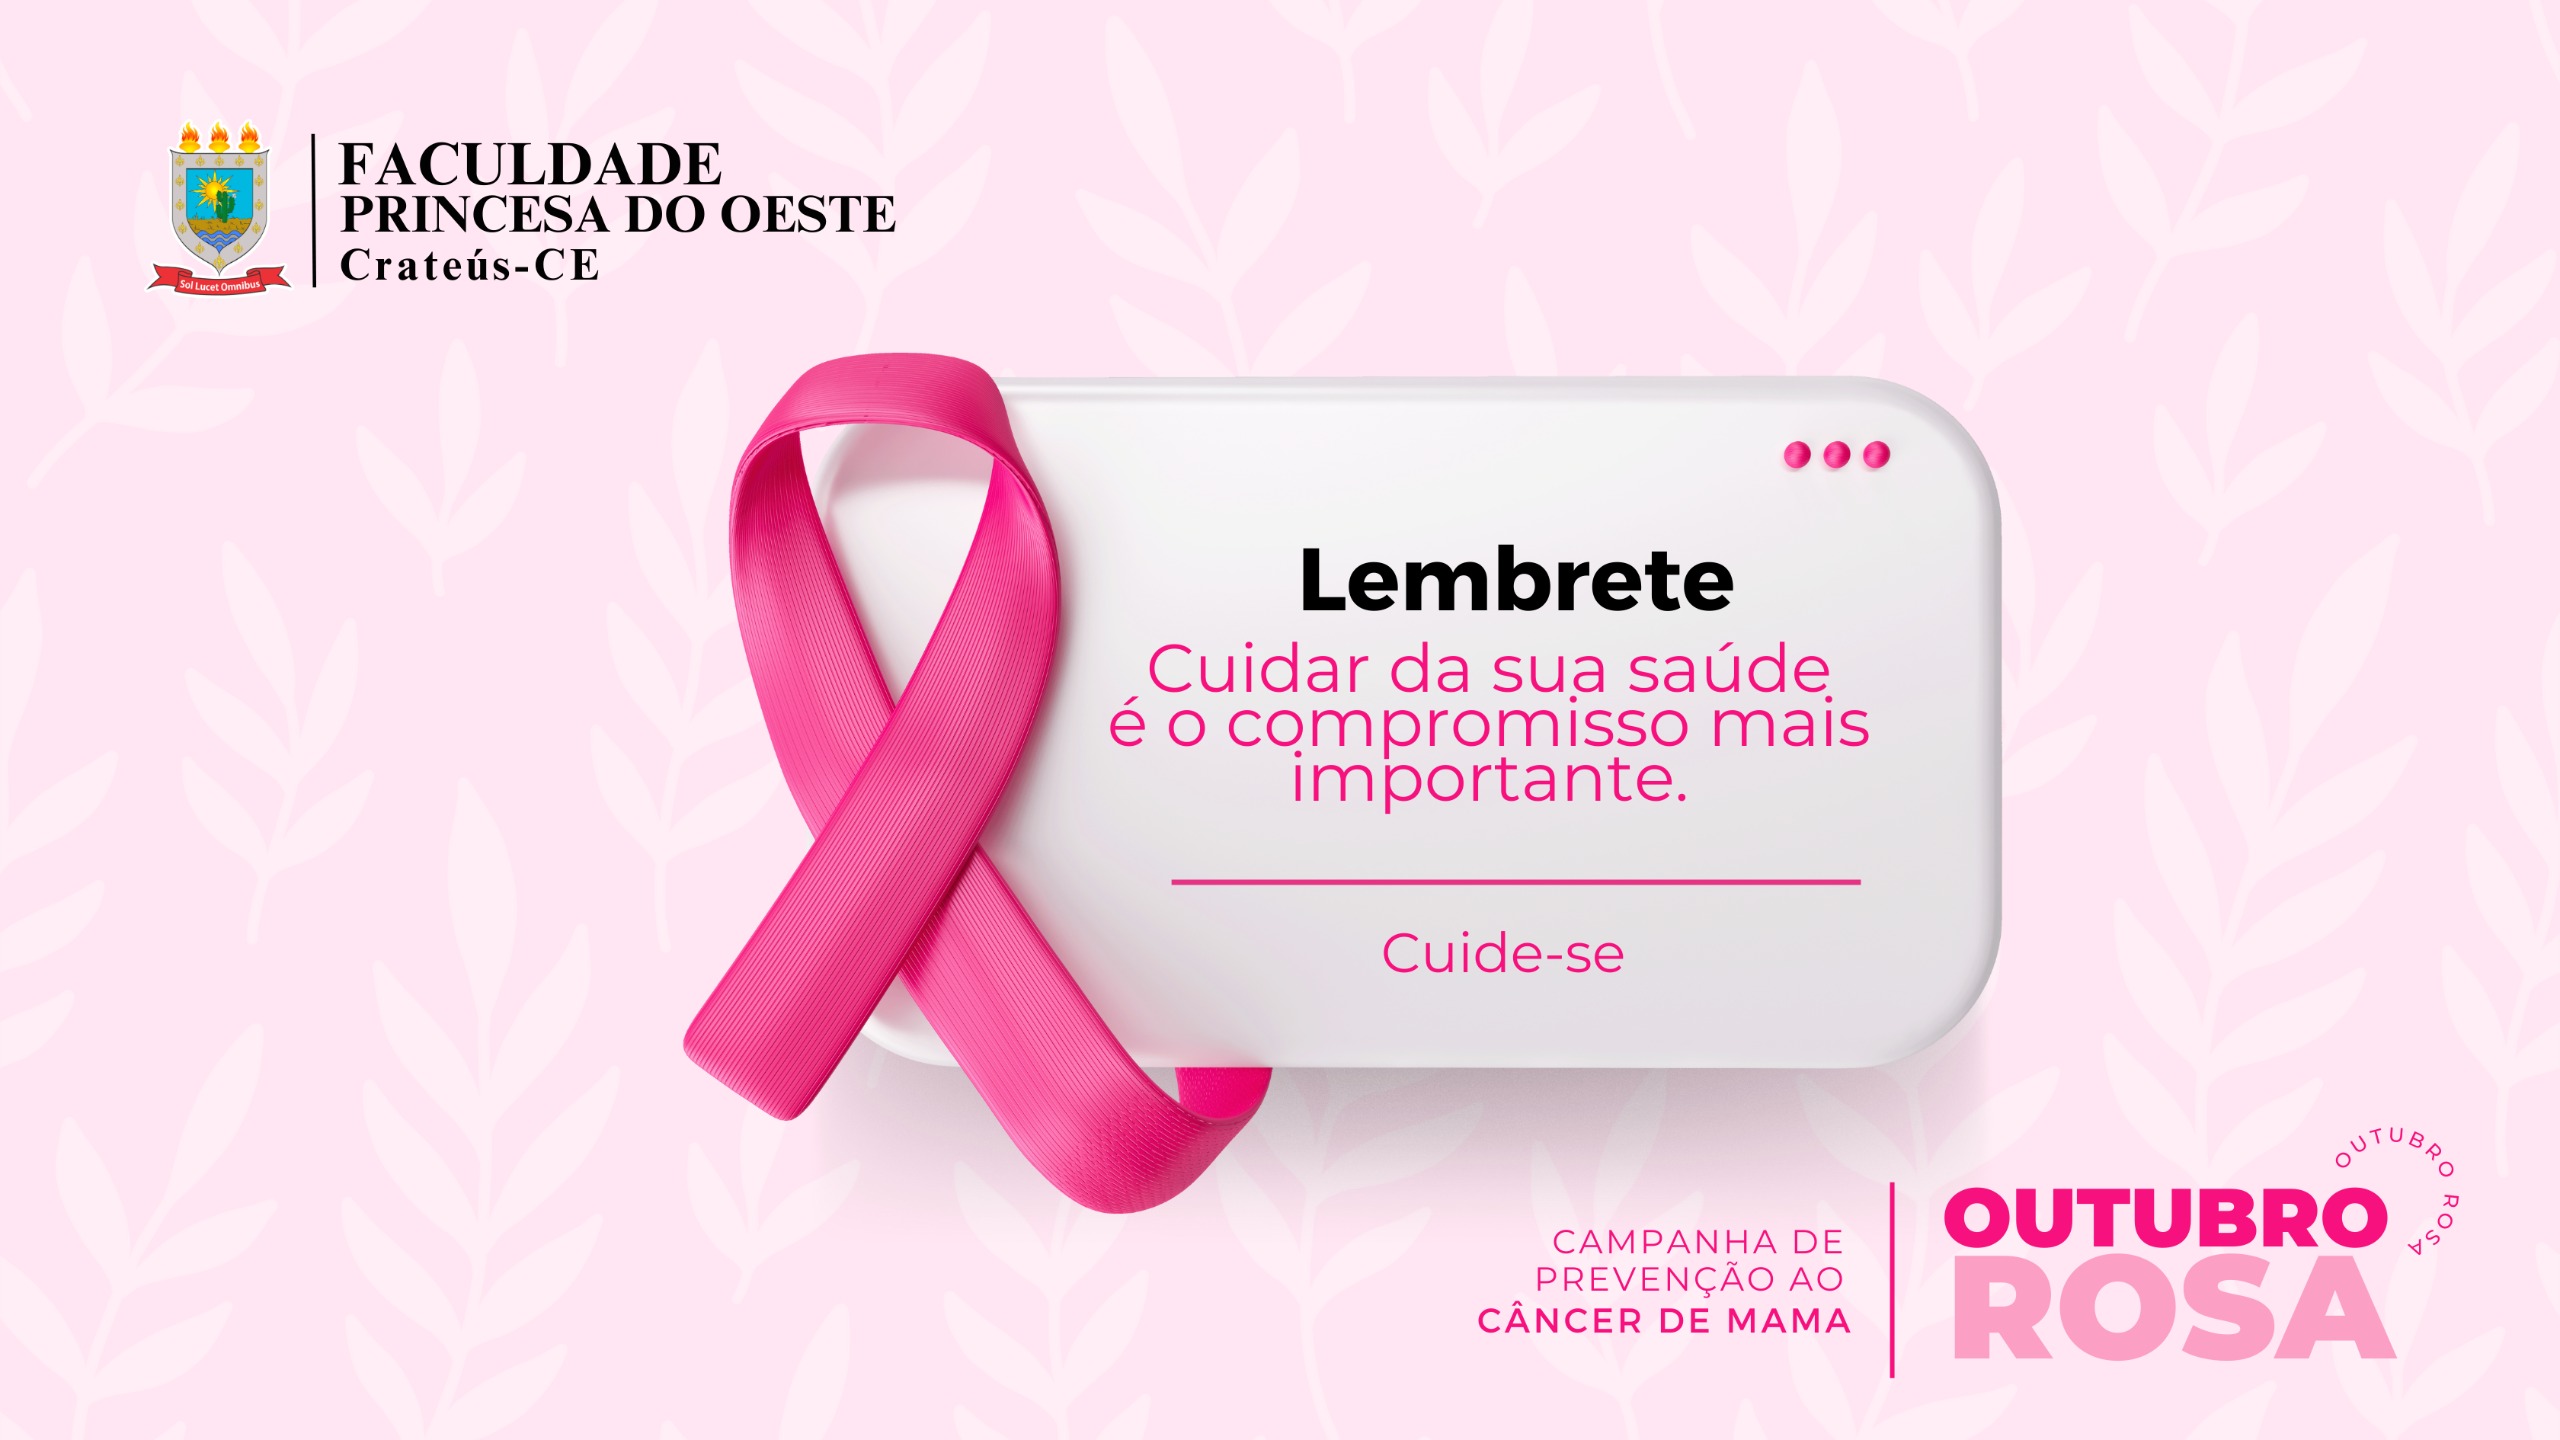 FACULDADE
PRINCESA DO OESTE
Crateús-CE
Sol Lucet Omnibus
Lembrete
Cuidar da sua saúde
é o compromisso mais
importante.
Cuide-se
CAMPANHA DE
PREVENÇÃO AO
CÂNCER DE MAMA
OUTUBRO
ROSA
OUTUBRO ROSA